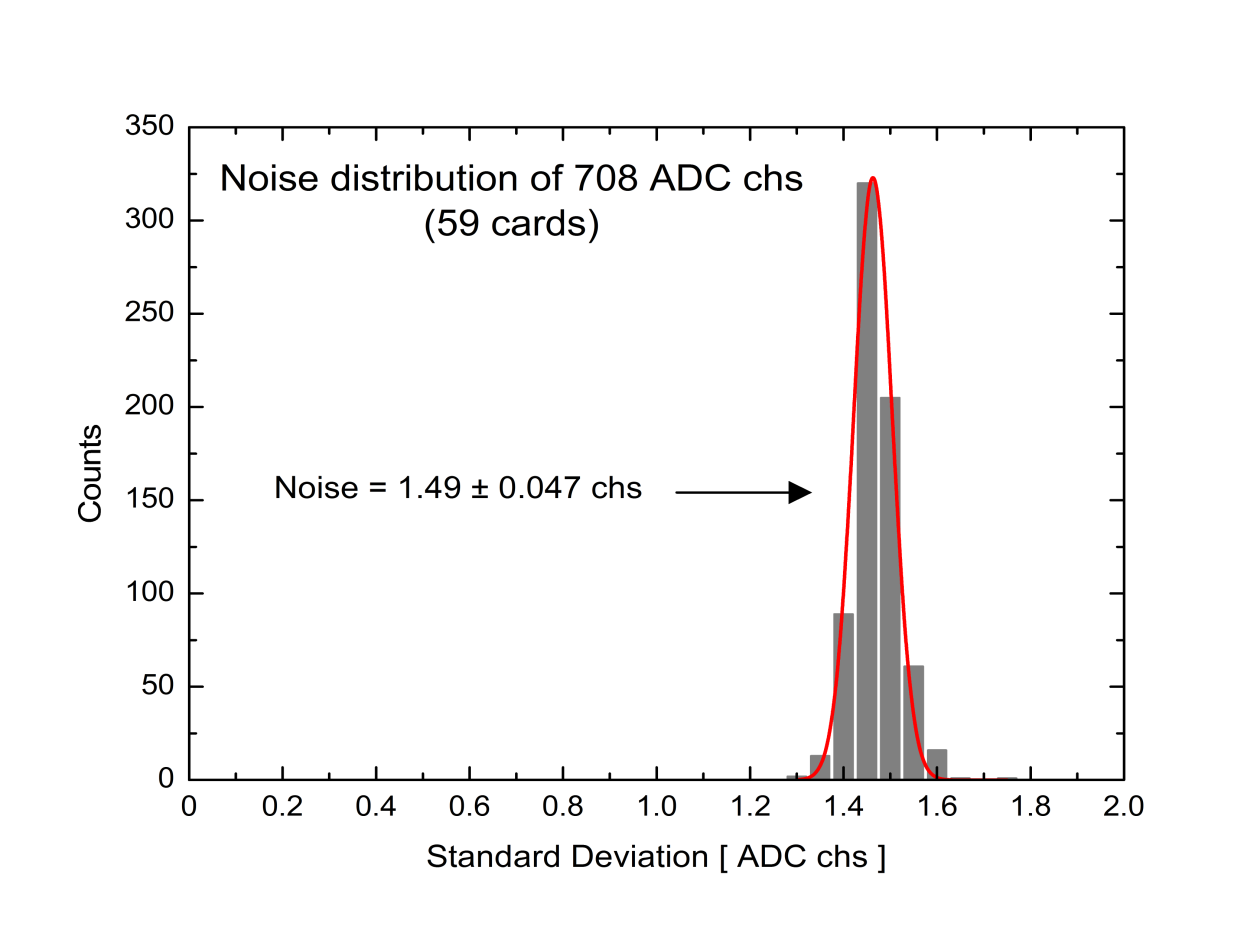 350
300
250
200
150
100
50
0
Counts
Noise distribution of 708 ADC chs
(59 cards)
Noise = 1.49 ± 0.047 chs
0 0.2 0.4 0.6 0.8 1.0 1.2 1.4 1.6 1.8 2.0
Standard Deviation [ ADC chs ]